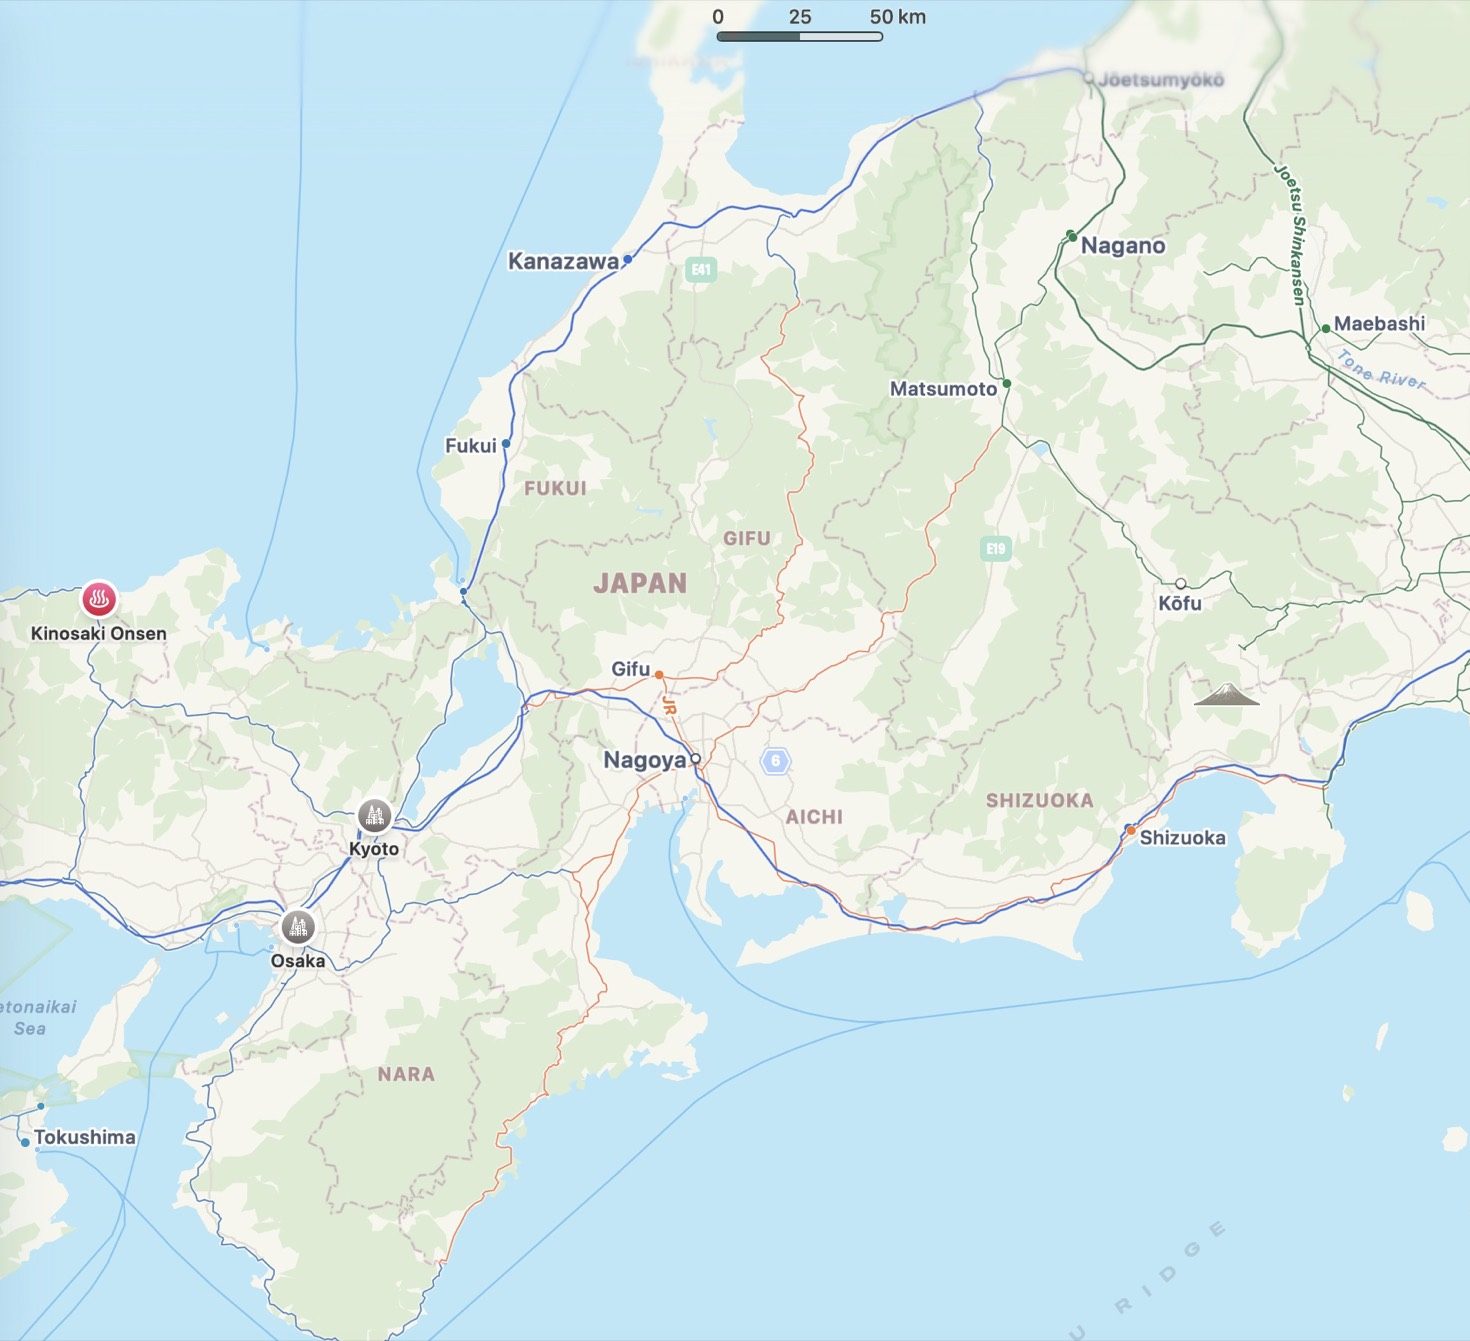 0 25 50 km
Jōetsumyōkō
Joetsu Shinkansen
Nagano
Kanazawa
E41
Maebashi
Tone River
Matsumoto
Fukui
FUKUI
GIFU
E19
JAPAN
Kōfu
Kinosaki Onsen
Gifu
JR
Nagoya
6
SHIZUOKA
AICHI
Shizuoka
Kyoto
Osaka
etonaikai
Sea
NARA
Tokushima
U RIDGE